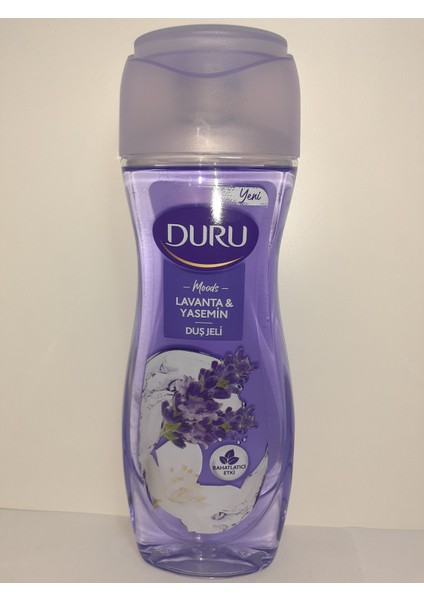 Yeni
DURU
Moods
LAVANTA &
YASEMİN
DUŞ JELİ
RAHATLATICI
ETKİ